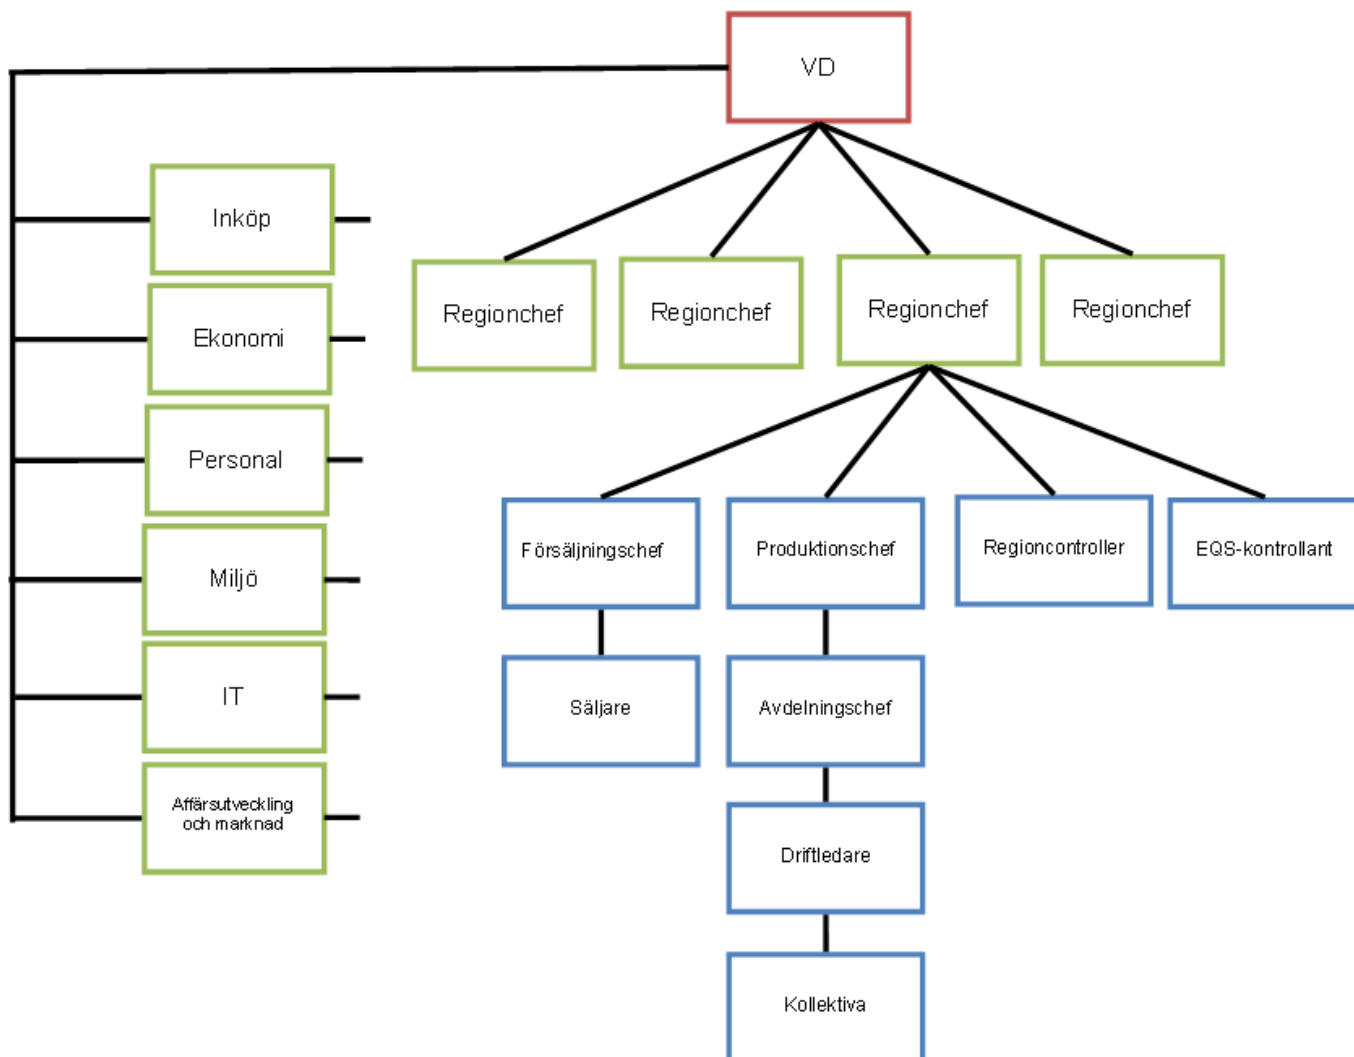 VD
Inköp
Ekonomi
Personal
Miljö
IT
Affärsutveckling
och marknad
Regionchef
Regionchef
Regionchef
Regionchef
Försäljningschef
Produktionschef
Regioncontroller
EQS-kontrollant
Säljare
Avdelningschef
Driftledare
Kollektiva